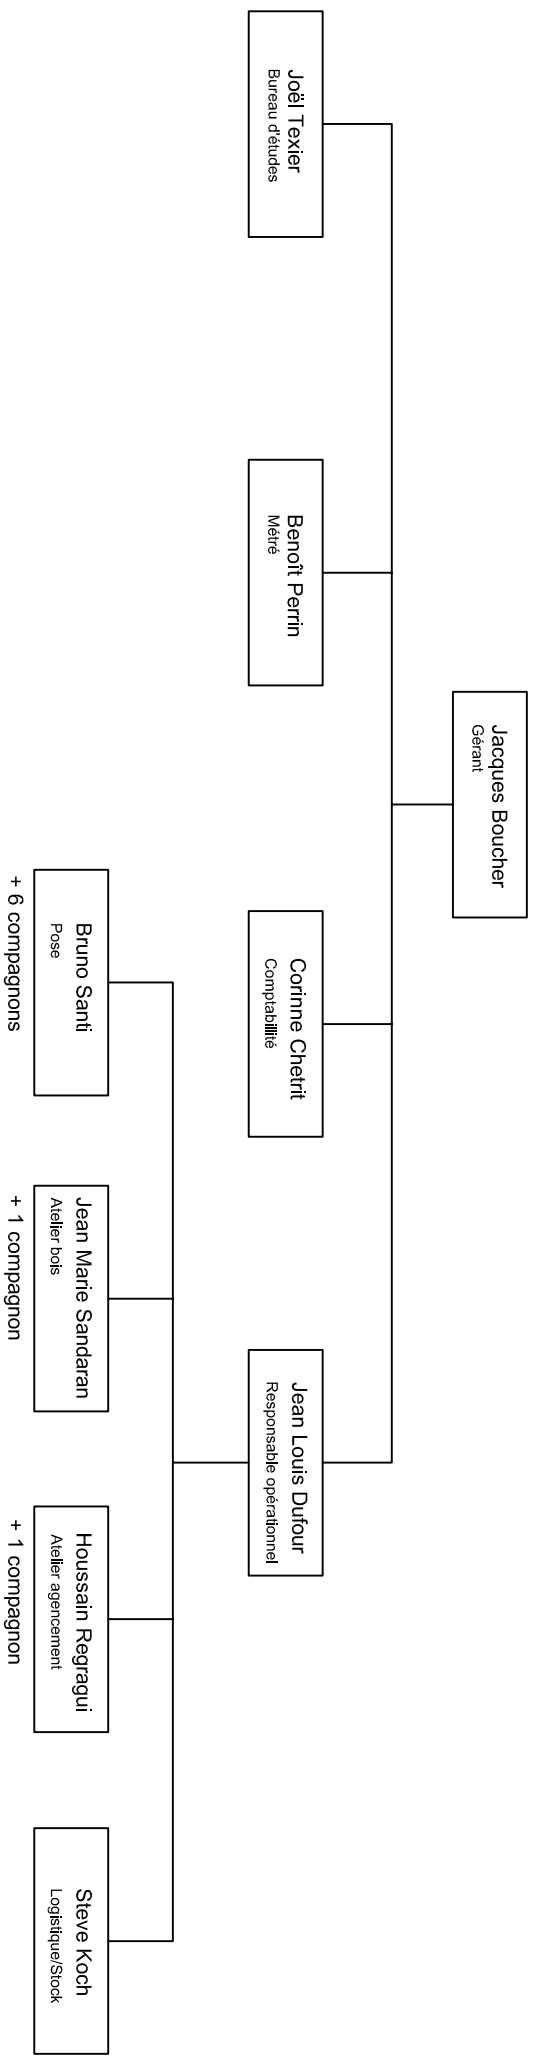 Jacques Boucher
Gérant
Joël Texier
Bureau d'études
Benoît Perrin
Métré
Corinne Chetrit
Comptabillité
Jean Louis Dufour
Responsable opérationnel
Bruno Santi
Pose
+ 6 compagnons
Jean Marie Sandaran
Atelier bois
+ 1 compagnon
Houssain Regragui
Atelier agencement
+ 1 compagnon
Steve Koch
Logistique/Stock